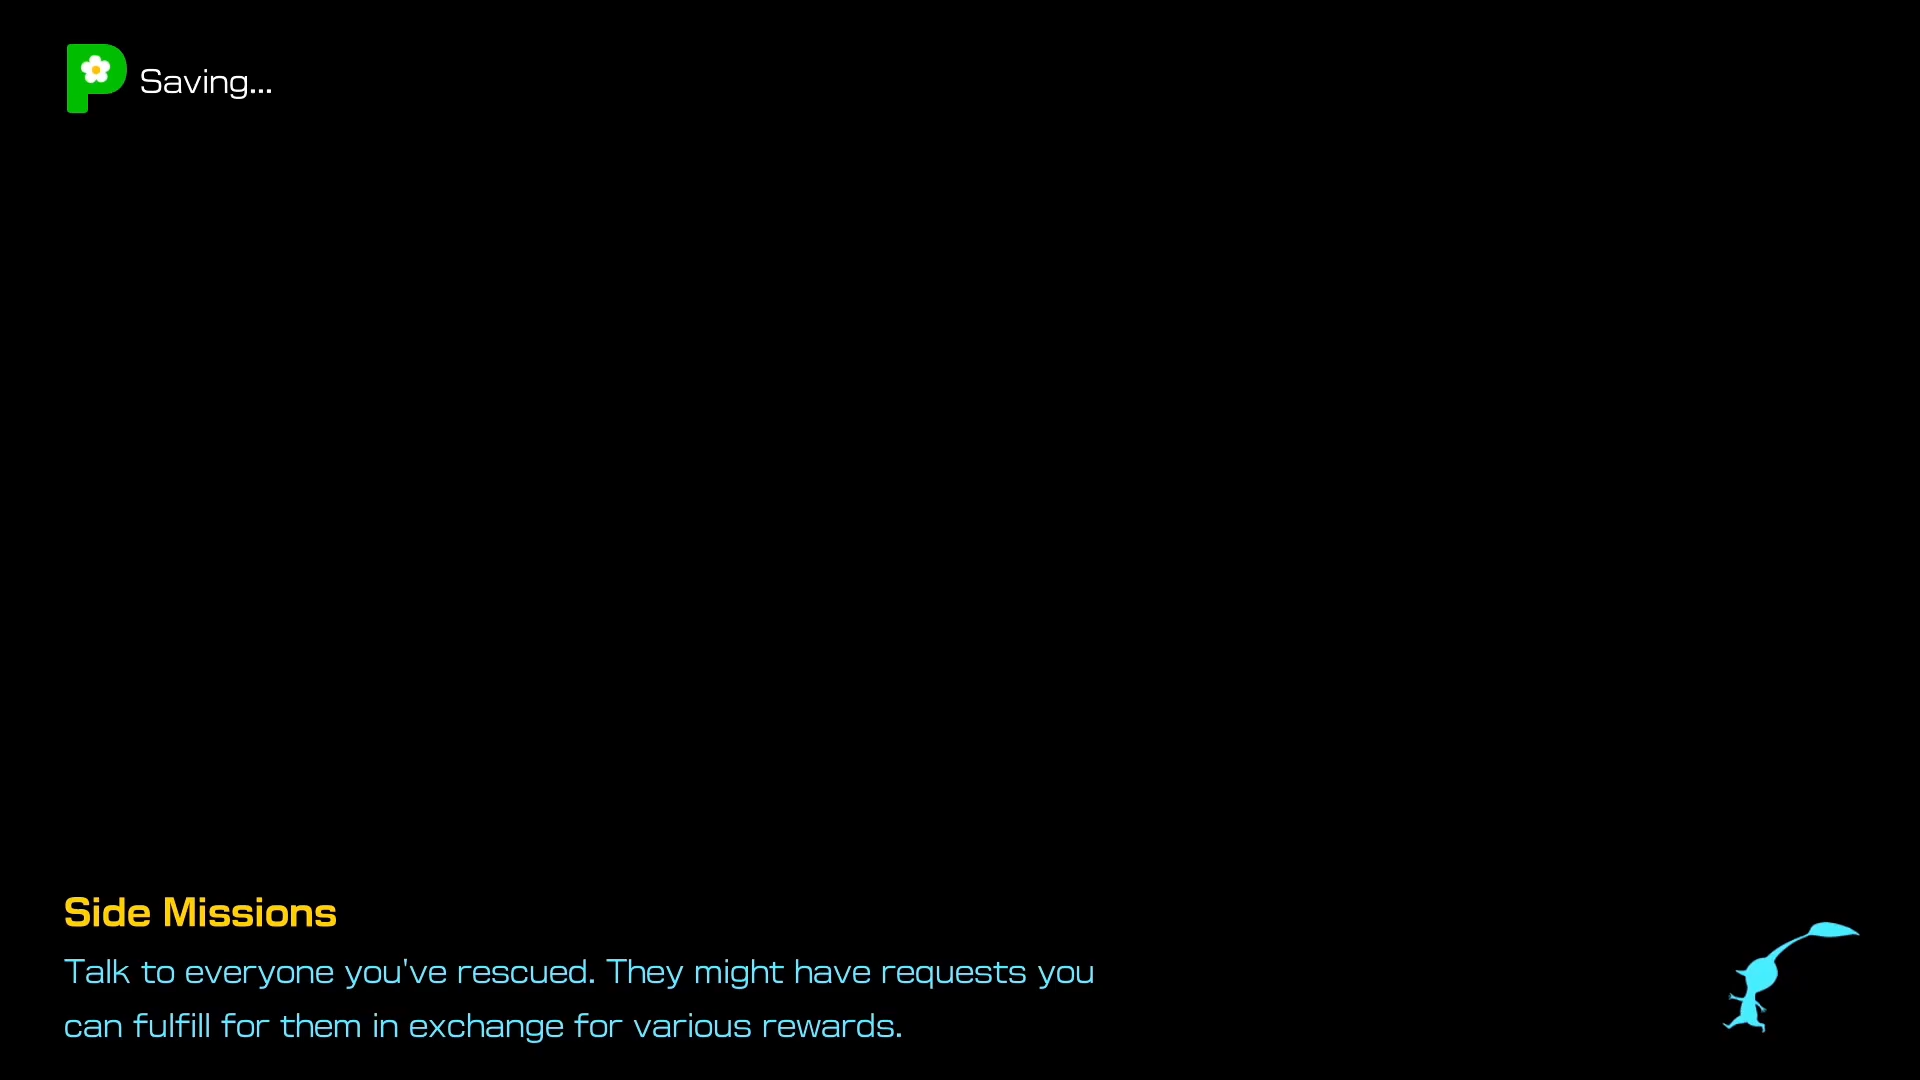 Saving...
Side Missions
Talk to everyone you've rescued. They might have requests you
can fulfill for them in exchange for various rewards.